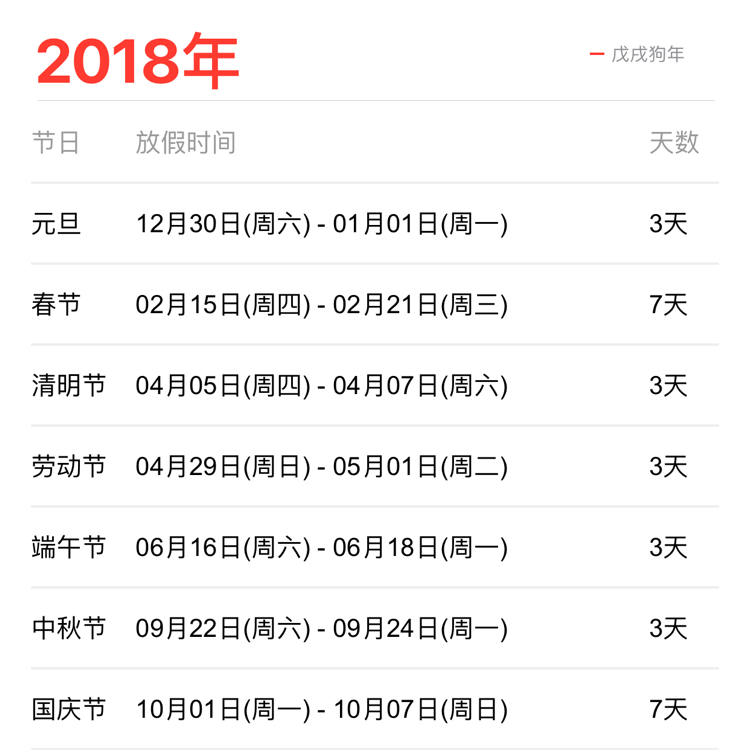 2018年
戊戌狗年
节日 放假时间 天数
元旦 12月30日(周六) - 01月01日(周一) 3天
春节 02月15日(周四) - 02月21日(周三) 7天
清明节 04月05日(周四) - 04月07日(周六) 3天
劳动节 04月29日(周日) - 05月01日(周二) 3天
端午节 06月16日(周六) - 06月18日(周一) 3天
中秋节 09月22日(周六) - 09月24日(周一) 3天
国庆节 10月01日(周一) - 10月07日(周日) 7天